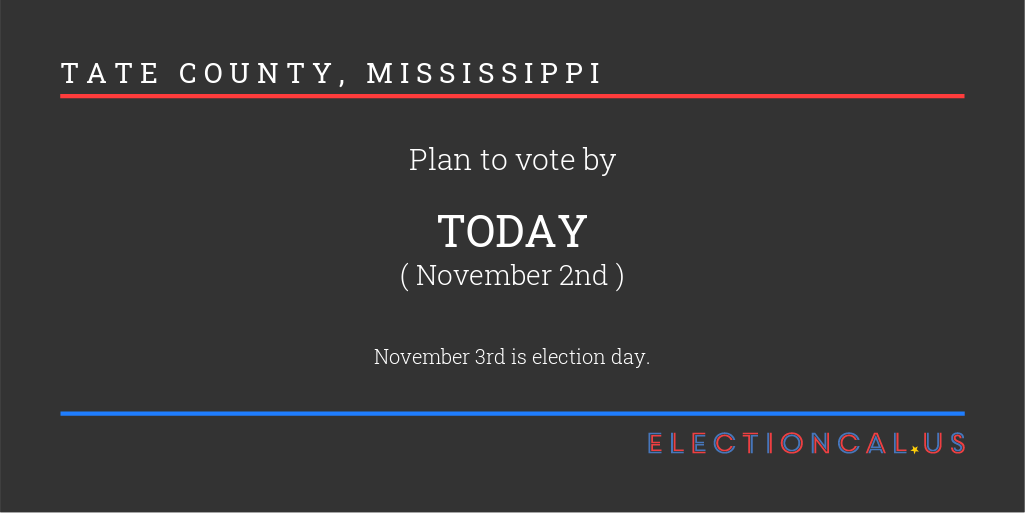 TATE COUNTY, MISSISSIPPI
Plan to vote by
TODAY
( November 2nd )
November 3rd is election day.
ELECTIONCAL.US